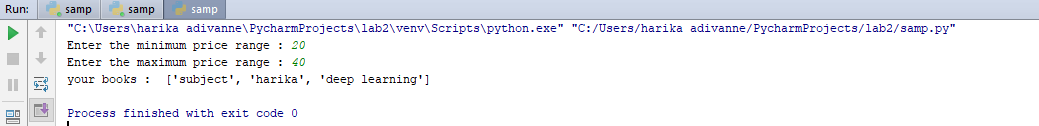 Run: samp samp samp
"C:\Users\harika adivanne\PycharmProjects\lab2\venv\Scripts\python.exe" "C:/Users/harika adivanne/PycharmProjects/lab2/samp.py"
Enter the minimum price range : 20
Enter the maximum price range : 40
your books :  ['subject', 'harika', 'deep learning']
Process finished with exit code 0